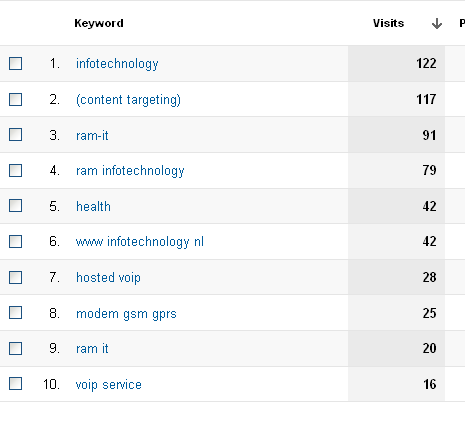 Keyword Visits P
1. infotechnology 122
2. (content targeting) 117
3. ram-it 91
4. ram infotechnology 79
5. health 42
6. www infotechnology nl 42
7. hosted voip 28
8. modem gsm gprs 25
9. ram it 20
10. voip service 16